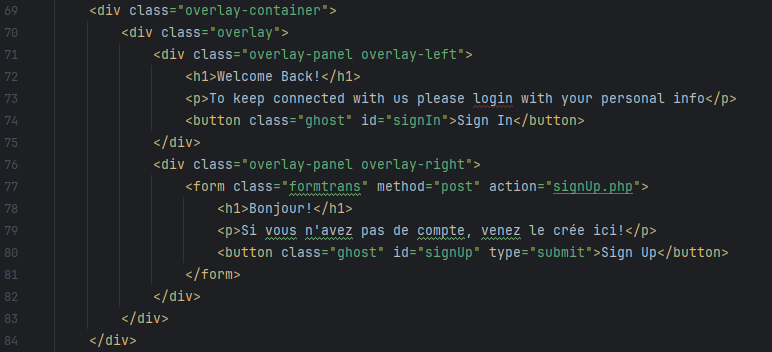 69 <div class="overlay-container">
70 <div class="overlay">
71 <div class="overlay-panel overlay-left">
72 <h1>Welcome Back!</h1>
73 <p>To keep connected with us please login with your personal info</p>
74 <button class="ghost" id="signIn">Sign In</button>
75 </div>
76 <div class="overlay-panel overlay-right">
77 <form class="formtrans" method="post" action="signUp.php">
78 <h1>Bonjour!</h1>
79 <p>Si vous n'avez pas de compte, venez le crée ici!</p>
80 <button class="ghost" id="signUp" type="submit">Sign Up</button>
81 </form>
82 </div>
83 </div>
84 </div>